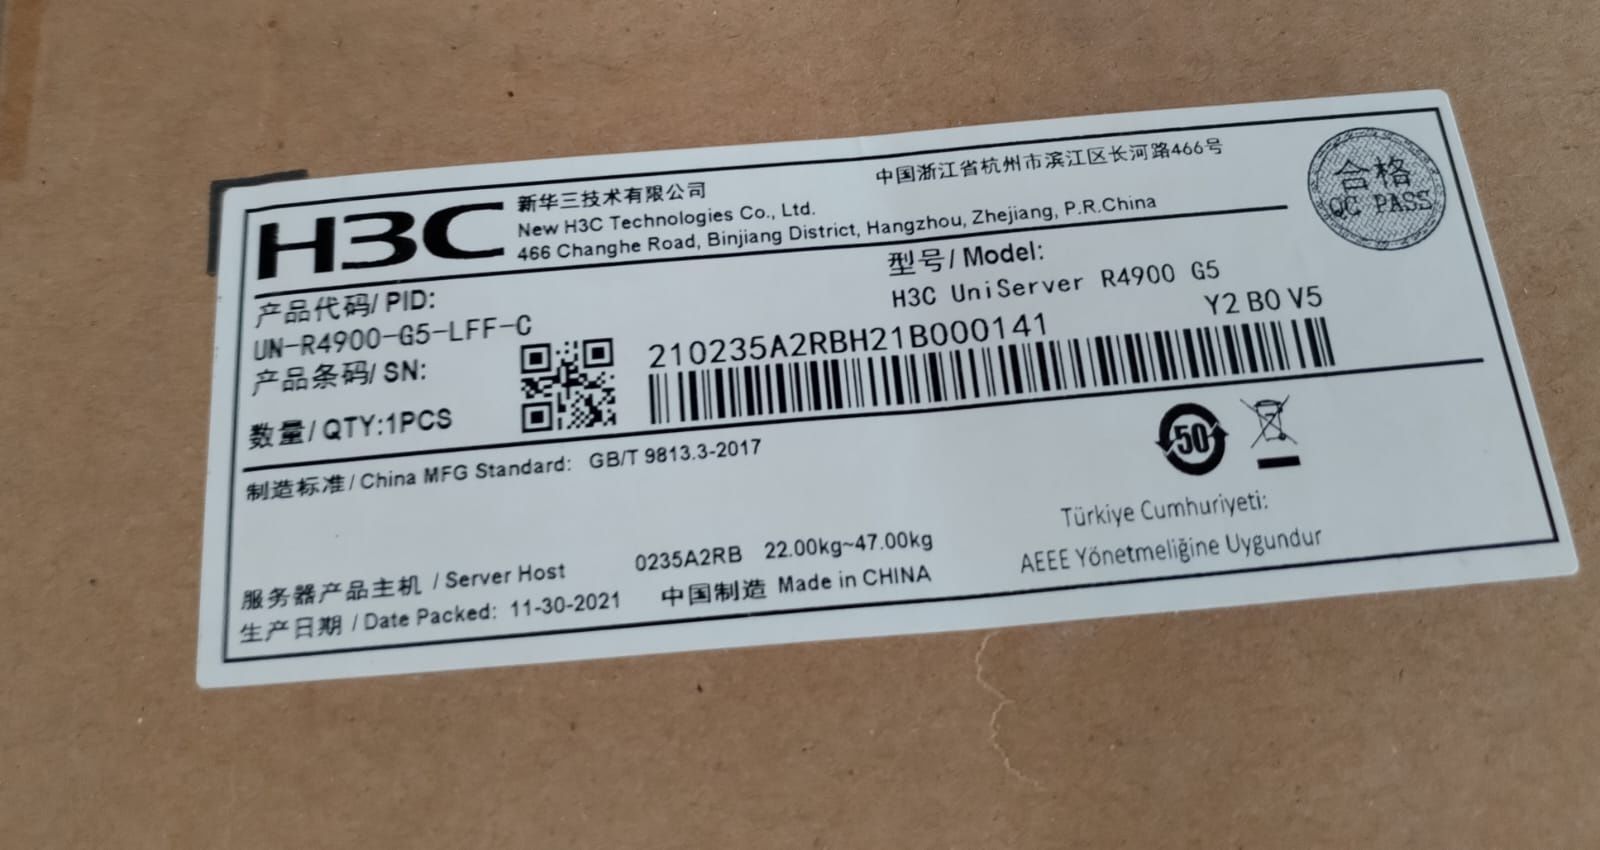 H3C
新华三技术有限公司
New H3C Technologies Co., Ltd.
466 Changhe Road, Binjiang District, Hangzhou, Zhejiang, P.R.China
中国浙江省杭州市滨江区长河路466号
合格
QC PASS
产品代码/ PID:
UN-R4900-G5-LFF-C
型号/ Model:
H3C UniServer R4900 G5
产品条码/ SN:
210235A2RBH21B000141
Y2 B0 V5
数量/ QTY:1PCS
制造标准/ China MFG Standard: GB/T 9813.3-2017
50
Türkiye Cumhuriyeti:
AEEE Yönetmeliğine Uygundur
服务器产品主机 / Server Host 0235A2RB 22.00kg~47.00kg
生产日期 / Date Packed: 11-30-2021 中国制造 Made in CHINA